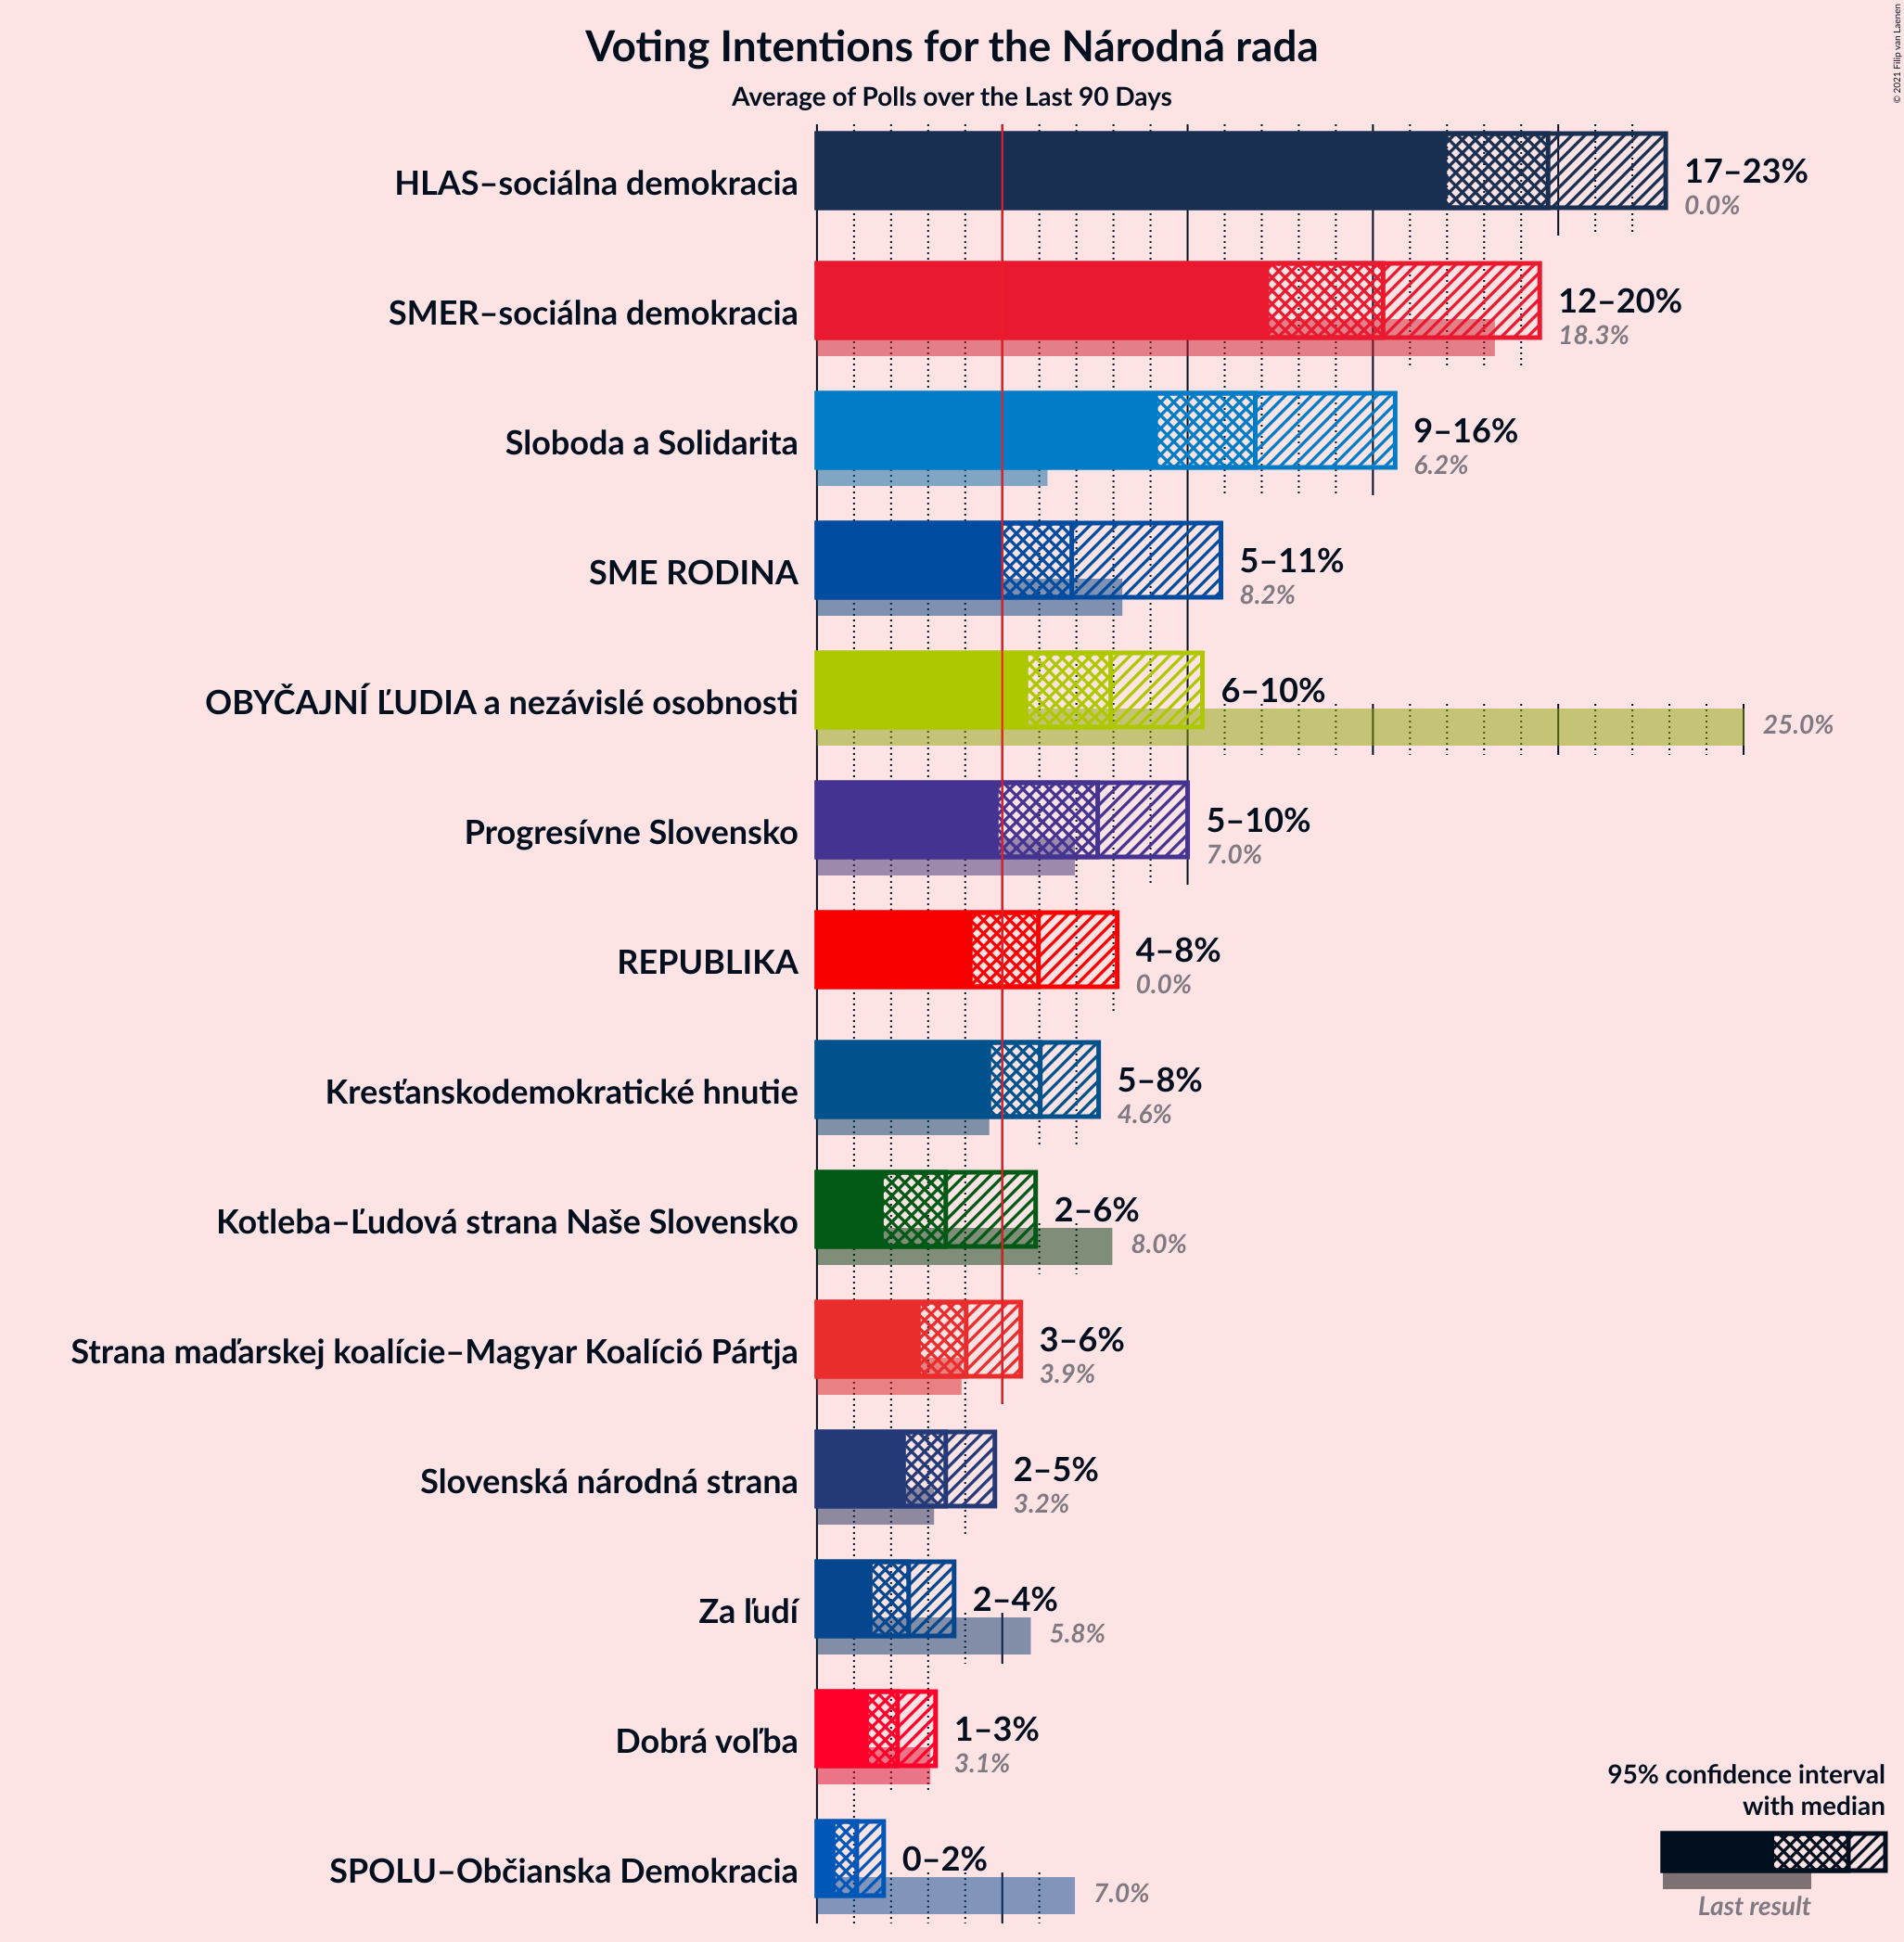 Voting Intentions for the Národná rada
Average of Polls over the Last 90 Days
© 2021 Filip van Laenen
HLAS–sociálna demokracia
17–23%
0.0%
SMER–sociálna demokracia
12–20%
18.3%
Sloboda a Solidarita
9–16%
6.2%
SME RODINA
5–11%
8.2%
OBYČAJNÍ ĽUDIA a nezávislé osobnosti
6–10%
25.0%
Progresívne Slovensko
5–10%
7.0%
REPUBLIKA
4–8%
0.0%
Kresťanskodemokratické hnutie
5–8%
4.6%
Kotleba–Ľudová strana Naše Slovensko
2–6%
8.0%
Strana maďarskej koalície–Magyar Koalíció Pártja
3–6%
3.9%
Slovenská národná strana
2–5%
3.2%
Za ľudí
2–4%
5.8%
Dobrá voľba
1–3%
3.1%
SPOLU–Občianska Demokracia
0–2%
7.0%
95% confidence interval
with median
Last result